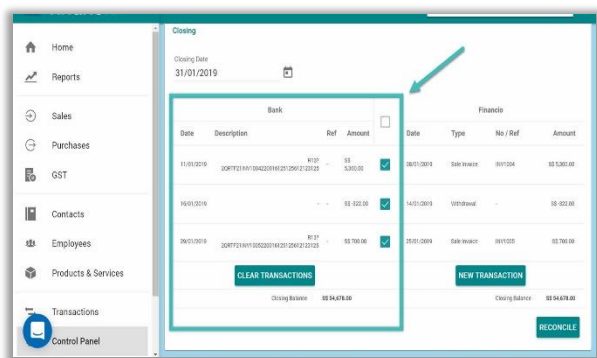 Closing
Home
Closing Date
31/01/2019
Reports
Bank
Financio
Sales
Date Description Ref Amount
Date Type No / Ref Amount
Purchases
11/01/2019 - S$ 5,300.00
08/01/2019 Sale Invoice INV1004 S$ 5,300.00
GST
16/01/2019 - - S$ -322.00
14/01/2019 Withdrawal - S$ -322.00
Contacts
29/01/2019 - S$ 700.00
25/01/2019 Sale Invoice INV1005 S$ 700.00
Employees
Products & Services
CLEAR TRANSACTIONS
NEW TRANSACTION
Closing Balance S$ 54,678.00
Closing Balance S$ 54,678.00
Transactions
Control Panel
RECONCILE